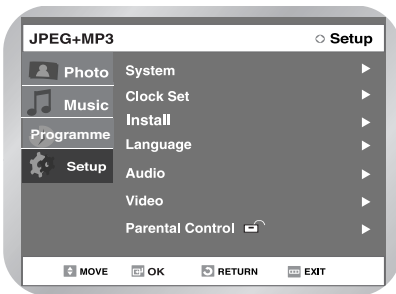 JPEG+MP3 Setup
Photo
Music
Programme
Setup
System
Clock Set
Install
Language
Audio
Video
Parental Control
MOVE OK RETURN EXIT